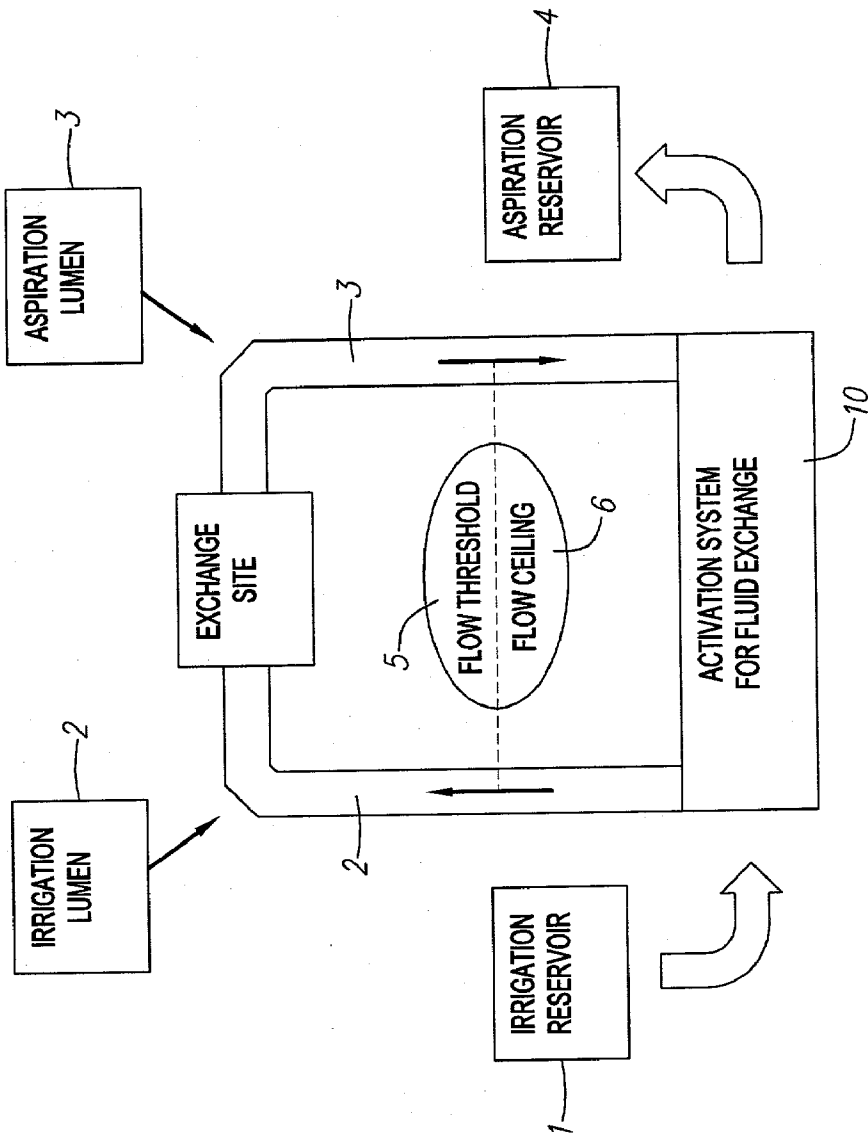 IRRIGATION
LUMEN
2
ASPIRATION
LUMEN
3
EXCHANGE
SITE
2
3
5
FLOW THRESHOLD
FLOW CEILING
6
IRRIGATION
RESERVOIR
1
ASPIRATION
RESERVOIR
4
ACTIVATION SYSTEM
FOR FLUID EXCHANGE
10